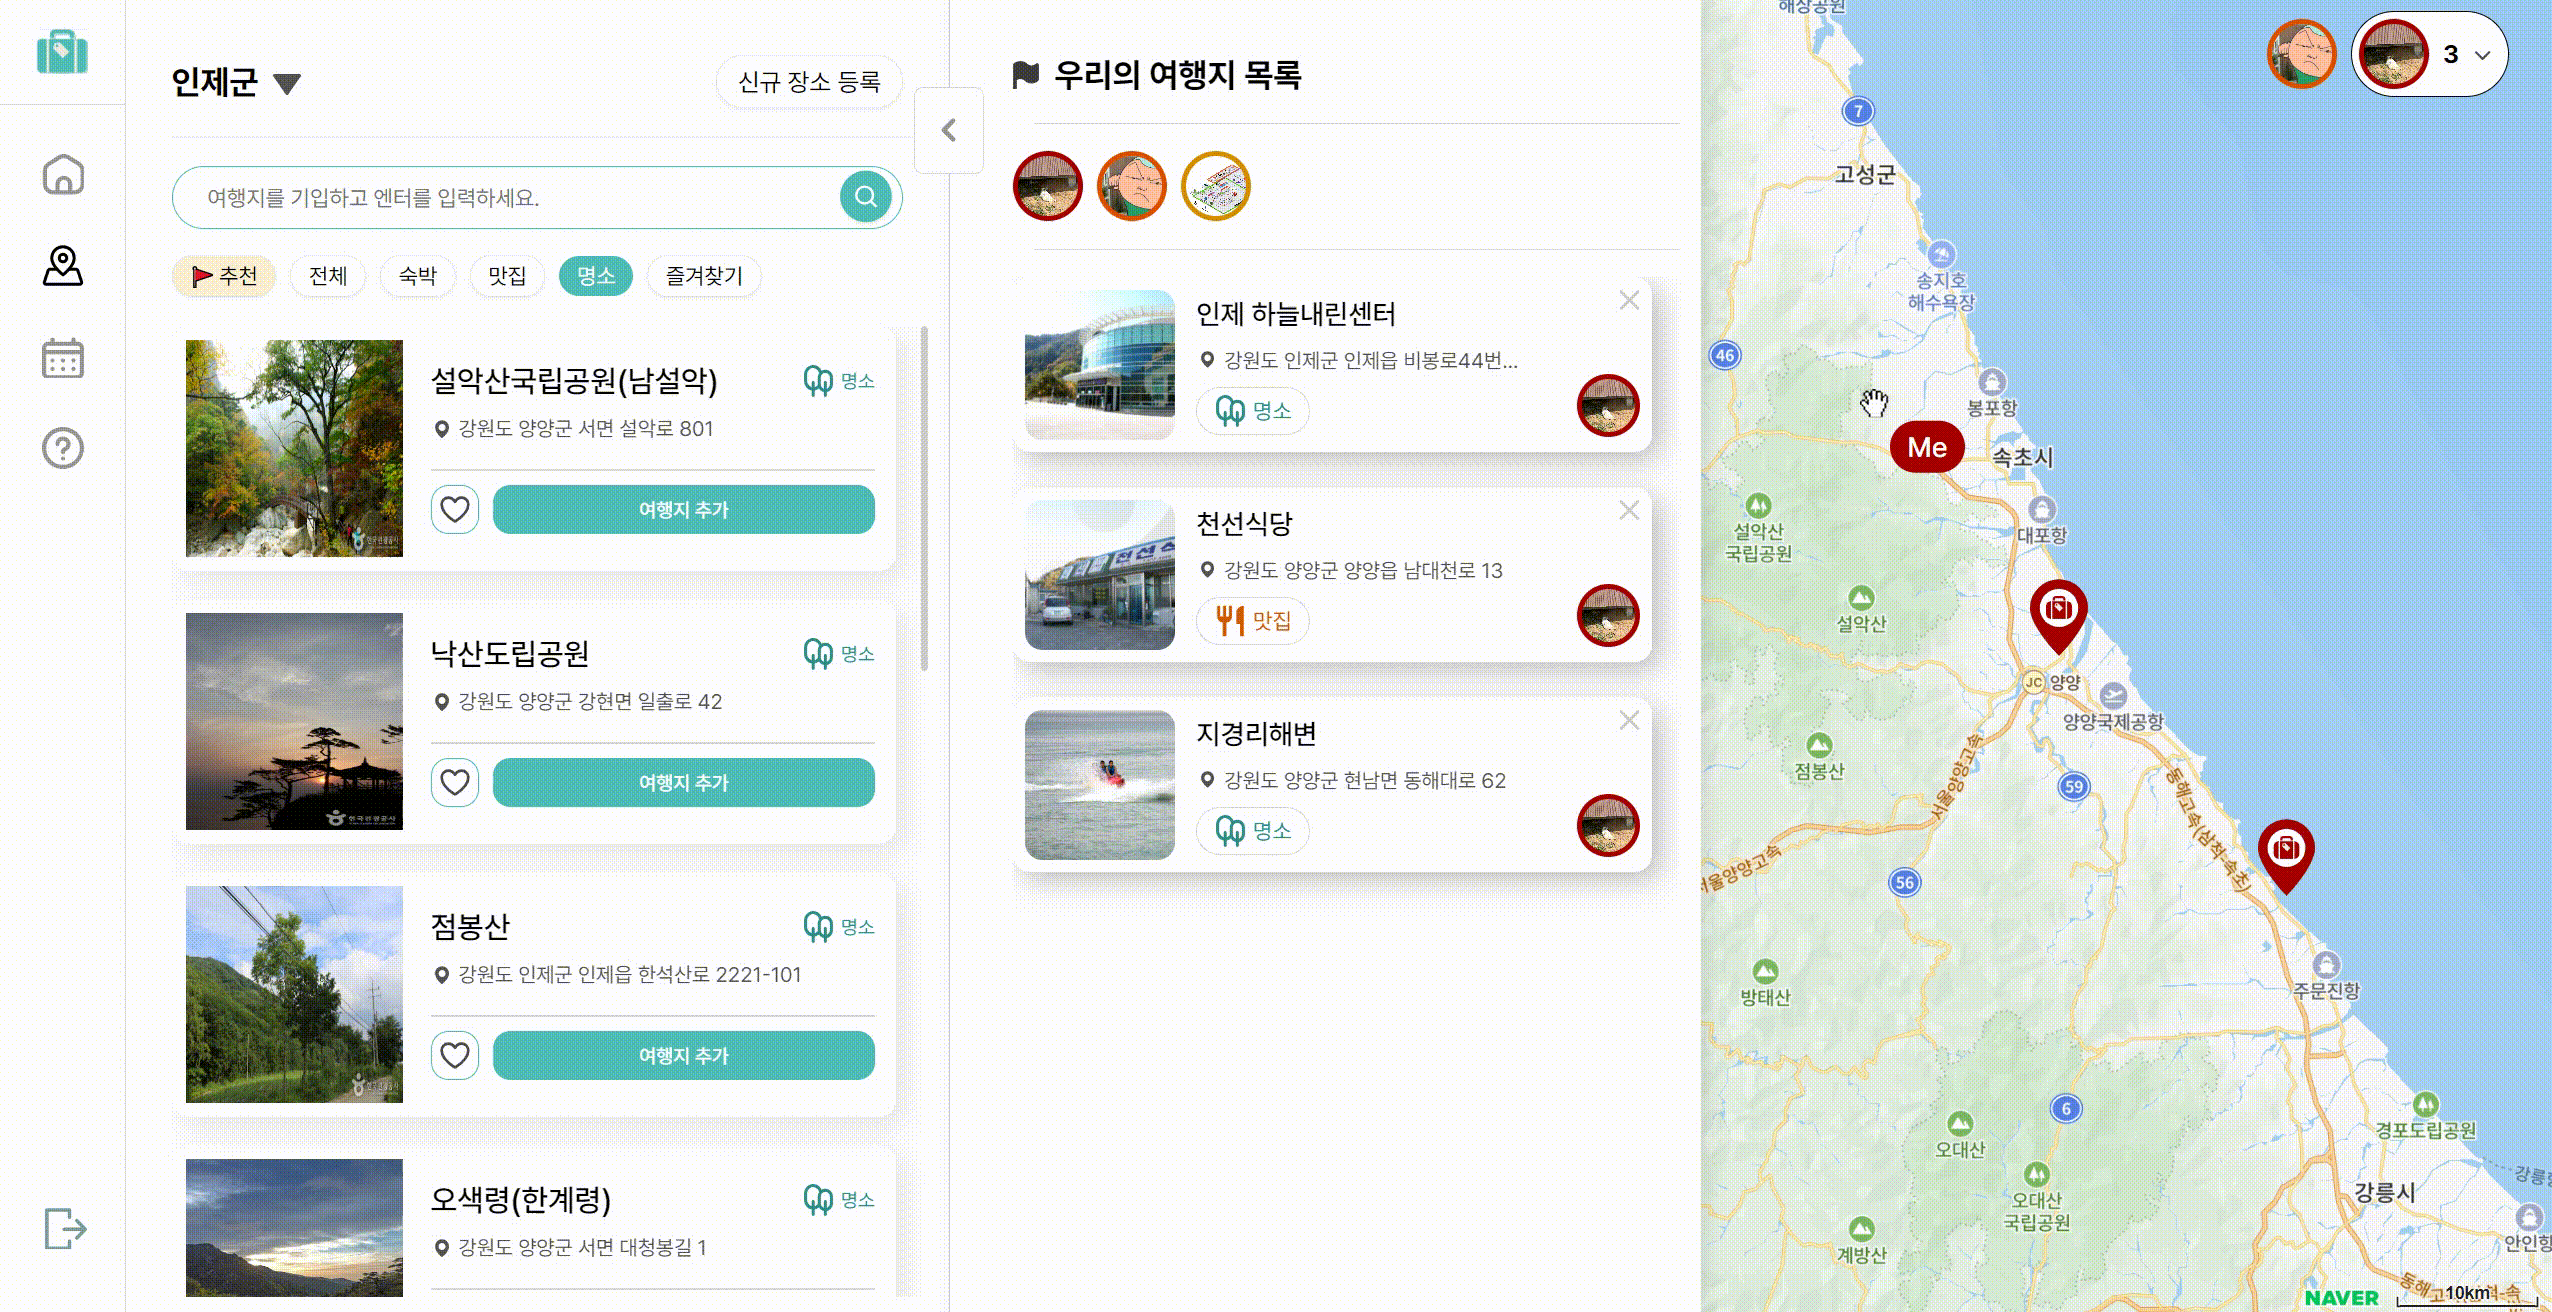 인제군
신규 장소 등록
여행지를 기입하고 엔터를 입력하세요.
추천
전체
숙박
맛집
명소
즐겨찾기
설악산국립공원(남설악)
명소
강원도 양양군 서면 설악로 801
여행지 추가
낙산도립공원
명소
강원도 양양군 강현면 일출로 42
여행지 추가
한국관광공사
점봉산
명소
강원도 인제군 인제읍 한석산로 2221-101
여행지 추가
오색령(한계령)
명소
강원도 양양군 서면 대청봉길 1
우리의 여행지 목록
인제 하늘내린센터
강원도 인제군 인제읍 비봉로44번...
명소
천선식당
강원도 양양군 양양읍 남대천로 13
맛집
지경리해변
강원도 양양군 현남면 동해대로 62
명소
3
해상공원
7
고성군
송지호
해수욕장
46
봉포항
Me
속초시
설악산
국립공원
대포항
설악산
JC 양양
양양국제공항
점봉산
59
서울양양고속
동해고속(삼척-속초)
서울양양고속
56
방태산
주문진항
6
경포도립공원
오대산
오대산
국립공원
강릉시
계방산
안인항
NAVER
10km